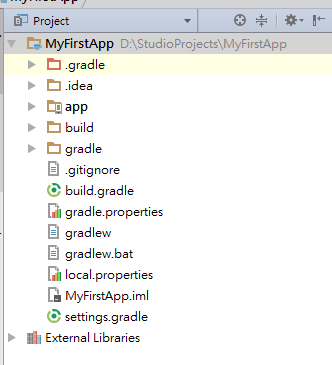 MyFirstApp
Project
MyFirstApp D:\StudioProjects\MyFirstApp
.gradle
.idea
app
build
gradle
.gitignore
build.gradle
gradle.properties
gradlew
gradlew.bat
local.properties
MyFirstApp.iml
settings.gradle
External Libraries